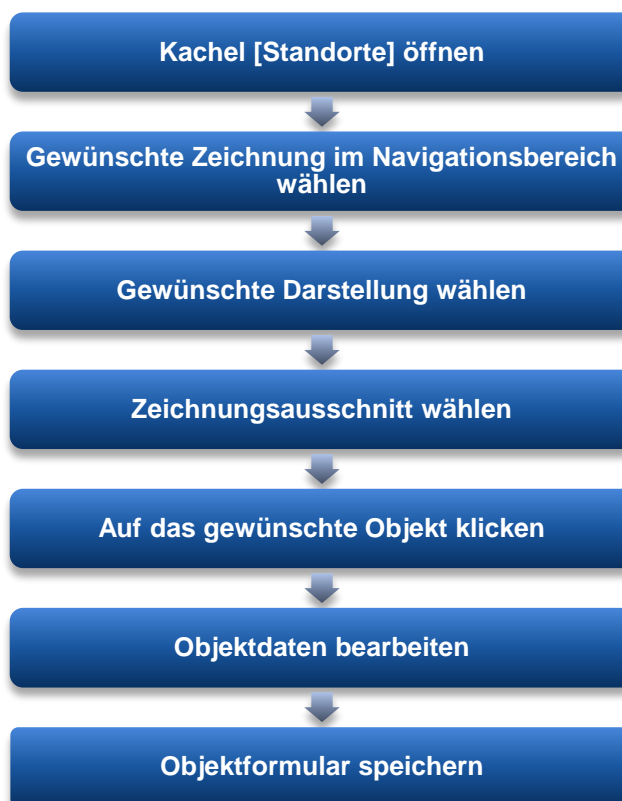 Kachel [Standorte] öffnen
Gewünschte Zeichnung im Navigationsbereich
wählen
Gewünschte Darstellung wählen
Zeichnungsausschnitt wählen
Auf das gewünschte Objekt klicken
Objektdaten bearbeiten
Objektformular speichern